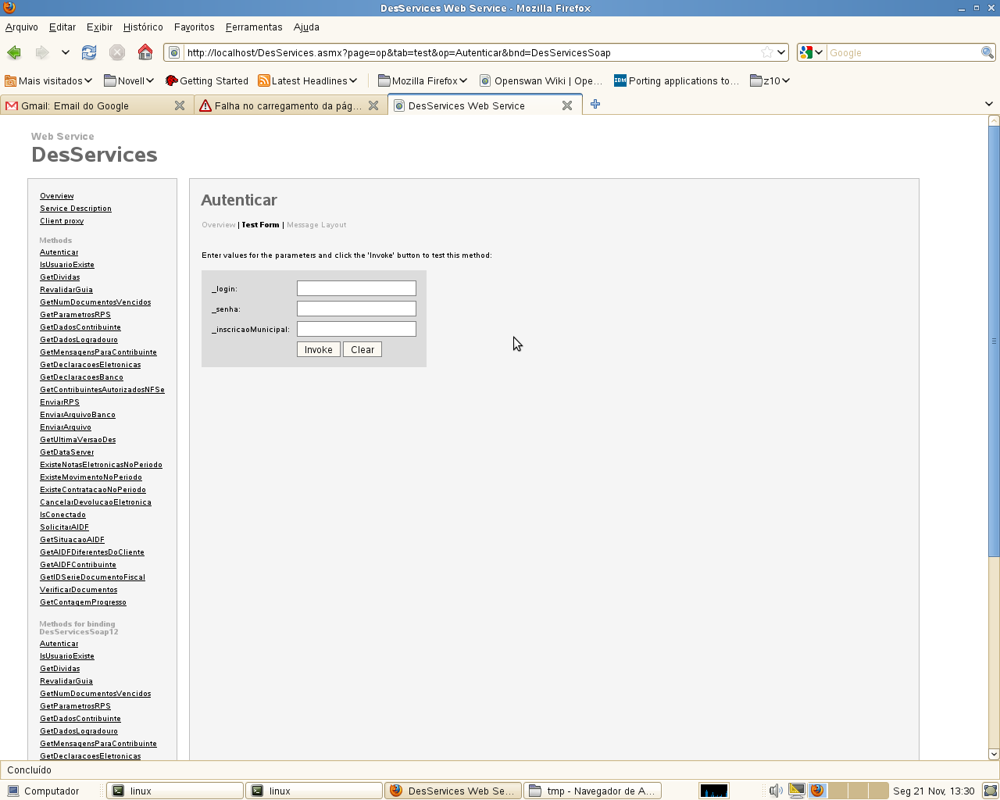 DesServices Web Service - Mozilla Firefox
Arquivo Editar Exibir Histórico Favoritos Ferramentas Ajuda
http://localhost/DesServices.asmx?page=op&tab=test&op=Autenticar&bnd=DesServicesSoap
Google
Mais visitados Novell Getting Started Latest Headlines Mozilla Firefox Openswan Wiki | Ope... IBM Porting applications to... z10
Gmail: Email do Google Falha no carregamento da pág... DesServices Web Service
Web Service
DesServices
Overview
Service Description
Client proxy
Methods
Autenticar
IsUsuarioExiste
GetDividas
RevalidarGuia
GetNumDocumentosVencidos
GetParametrosRPS
GetDadosContribuinte
GetDadosLogradouro
GetMensagensParaContribuinte
GetDeclaracoesEletronicas
GetDeclaracoesBanco
GetContribuintesAutorizadosNFSe
EnviarRPS
EnviarArquivoBanco
EnviarArquivo
GetUltimaVersaoDes
GetDataServer
ExisteNotasEletronicasNoPeriodo
ExisteMovimentoNoPeriodo
ExisteContratacaoNoPeriodo
CancelarDevolucaoEletronica
IsConectado
SolicitarAIDF
GetSituacaoAIDF
GetAIDFDiferentesDoCliente
GetAIDFContribuinte
GetIDSerieDocumentoFiscal
VerificarDocumentos
GetContagemProgresso
Methods for binding
DesServicesSoap12
Autenticar
IsUsuarioExiste
GetDividas
RevalidarGuia
GetNumDocumentosVencidos
GetParametrosRPS
GetDadosContribuinte
GetDadosLogradouro
GetMensagensParaContribuinte
GetDeclaracoesEletronicas
Autenticar
Overview | Test Form | Message Layout
Enter values for the parameters and click the 'Invoke' button to test this method:
_login:
_senha:
_inscricaoMunicipal:
Invoke Clear
Concluído
Computador linux linux DesServices Web Se... tmp - Navegador de A... Seg 21 Nov, 13:30